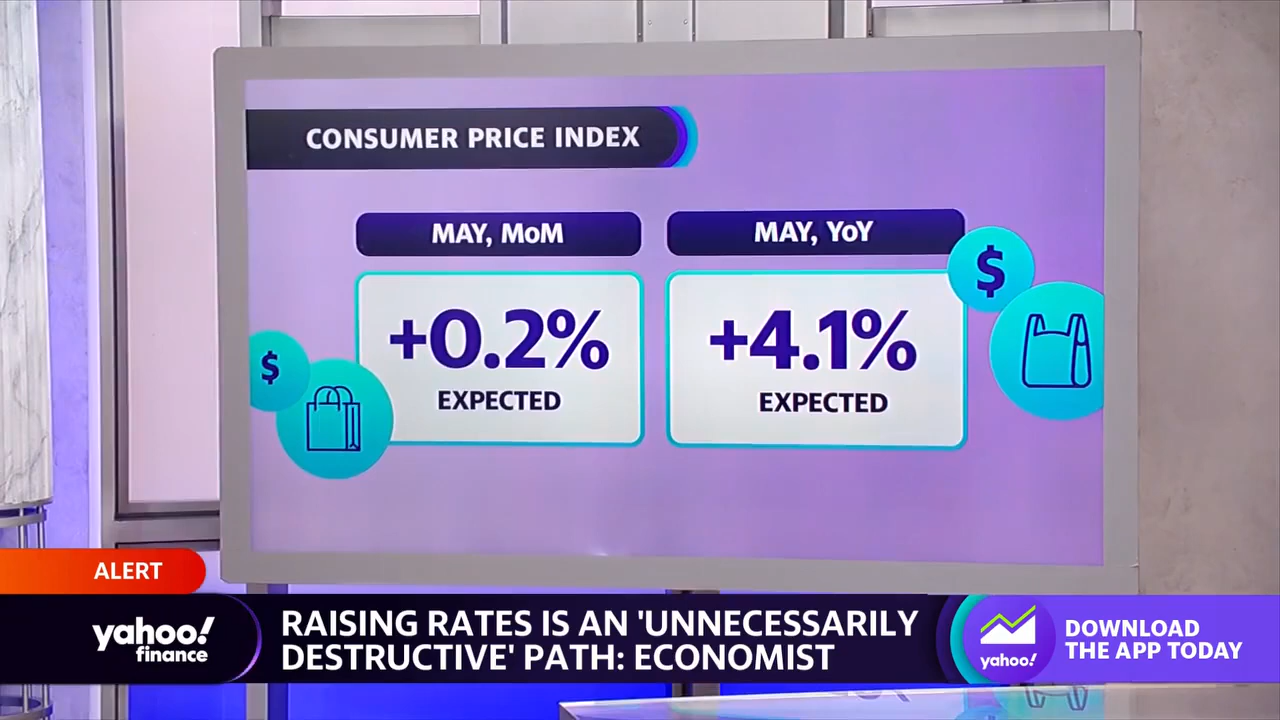 CONSUMER PRICE INDEX
MAY, MoM
+0.2%
EXPECTED
MAY, YoY
+4.1%
EXPECTED
$
$
ALERT
yahoo!
finance
RAISING RATES IS AN 'UNNECESSARILY
DESTRUCTIVE' PATH: ECONOMIST
yahoo!
DOWNLOAD
THE APP TODAY